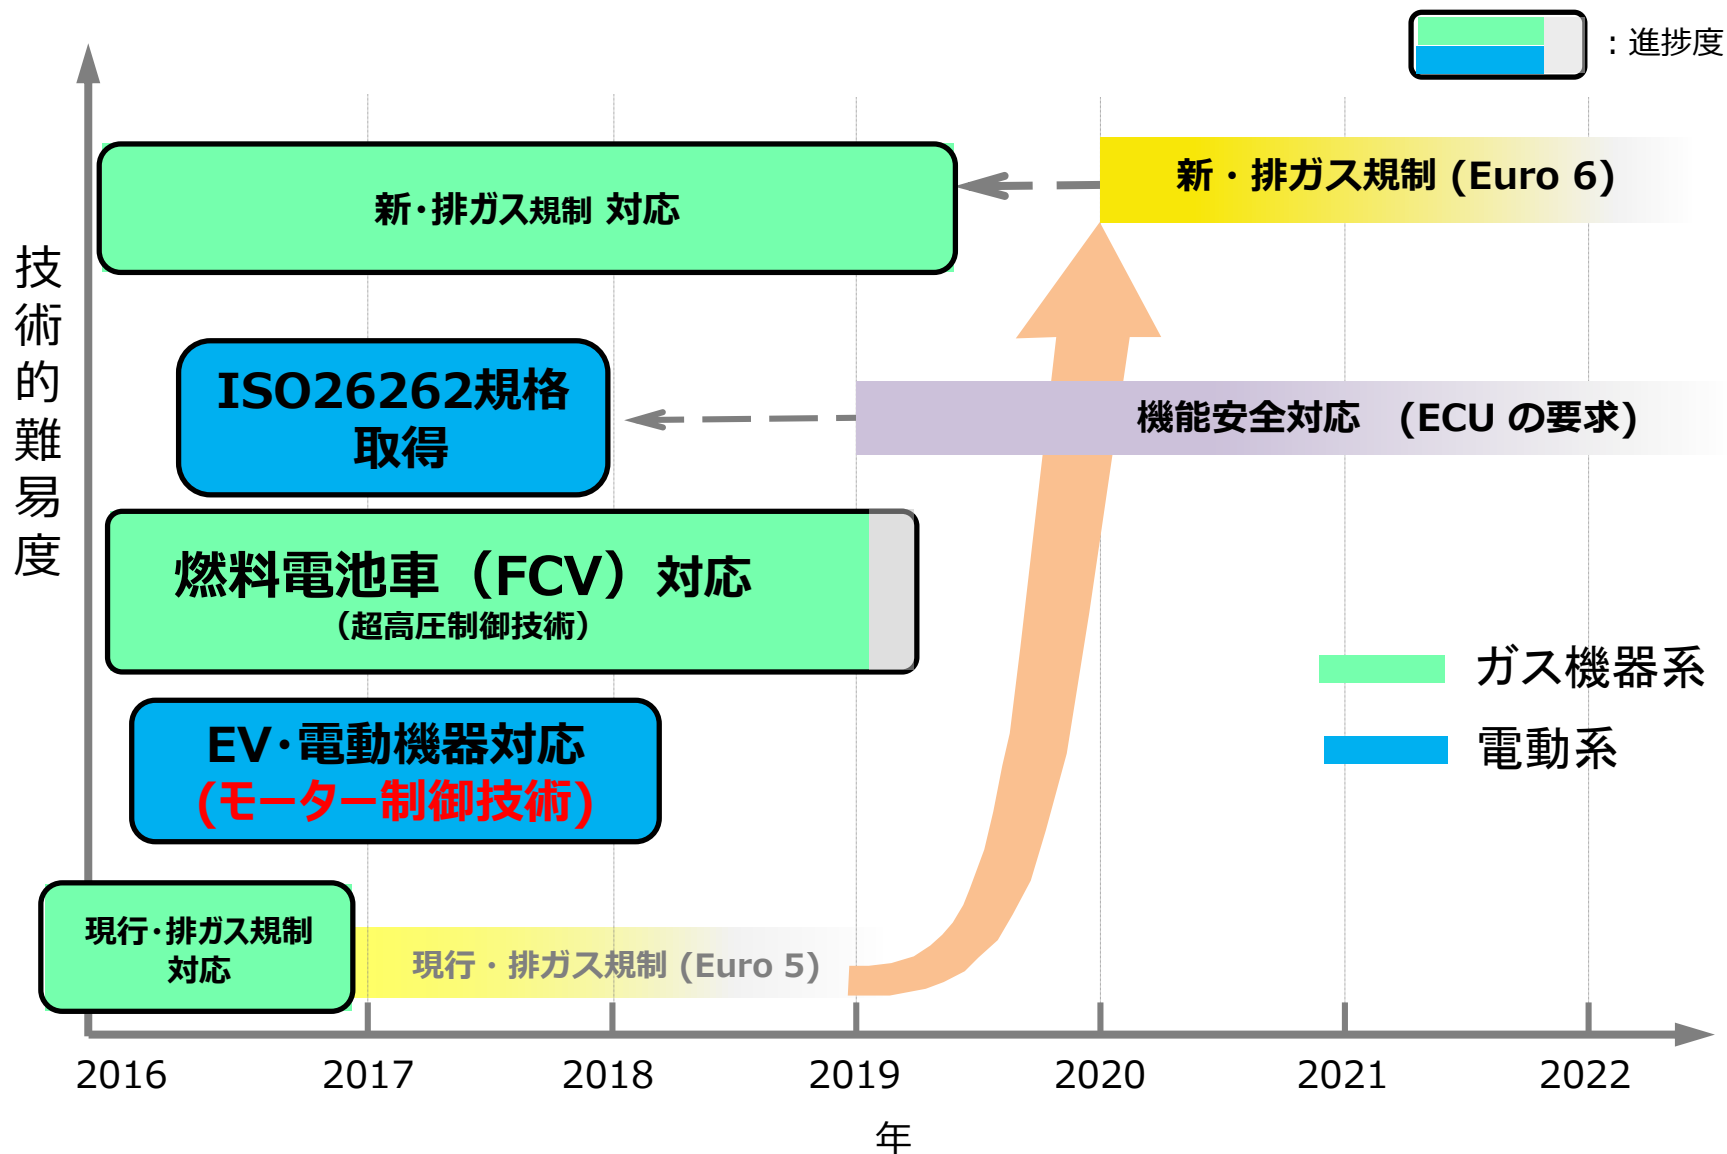 : 進捗度
新・排ガス規制 (Euro 6)
新･排ガス規制 対応
技術的難易度
ISO26262規格
取得
機能安全対応 (ECU の要求)
燃料電池車（FCV）対応
（超高圧制御技術）
ガス機器系
電動系
EV･電動機器対応
(モーター制御技術)
現行･排ガス規制
対応
現行・排ガス規制 (Euro 5)
2016 2017 2018 2019 2020 2021 2022
年